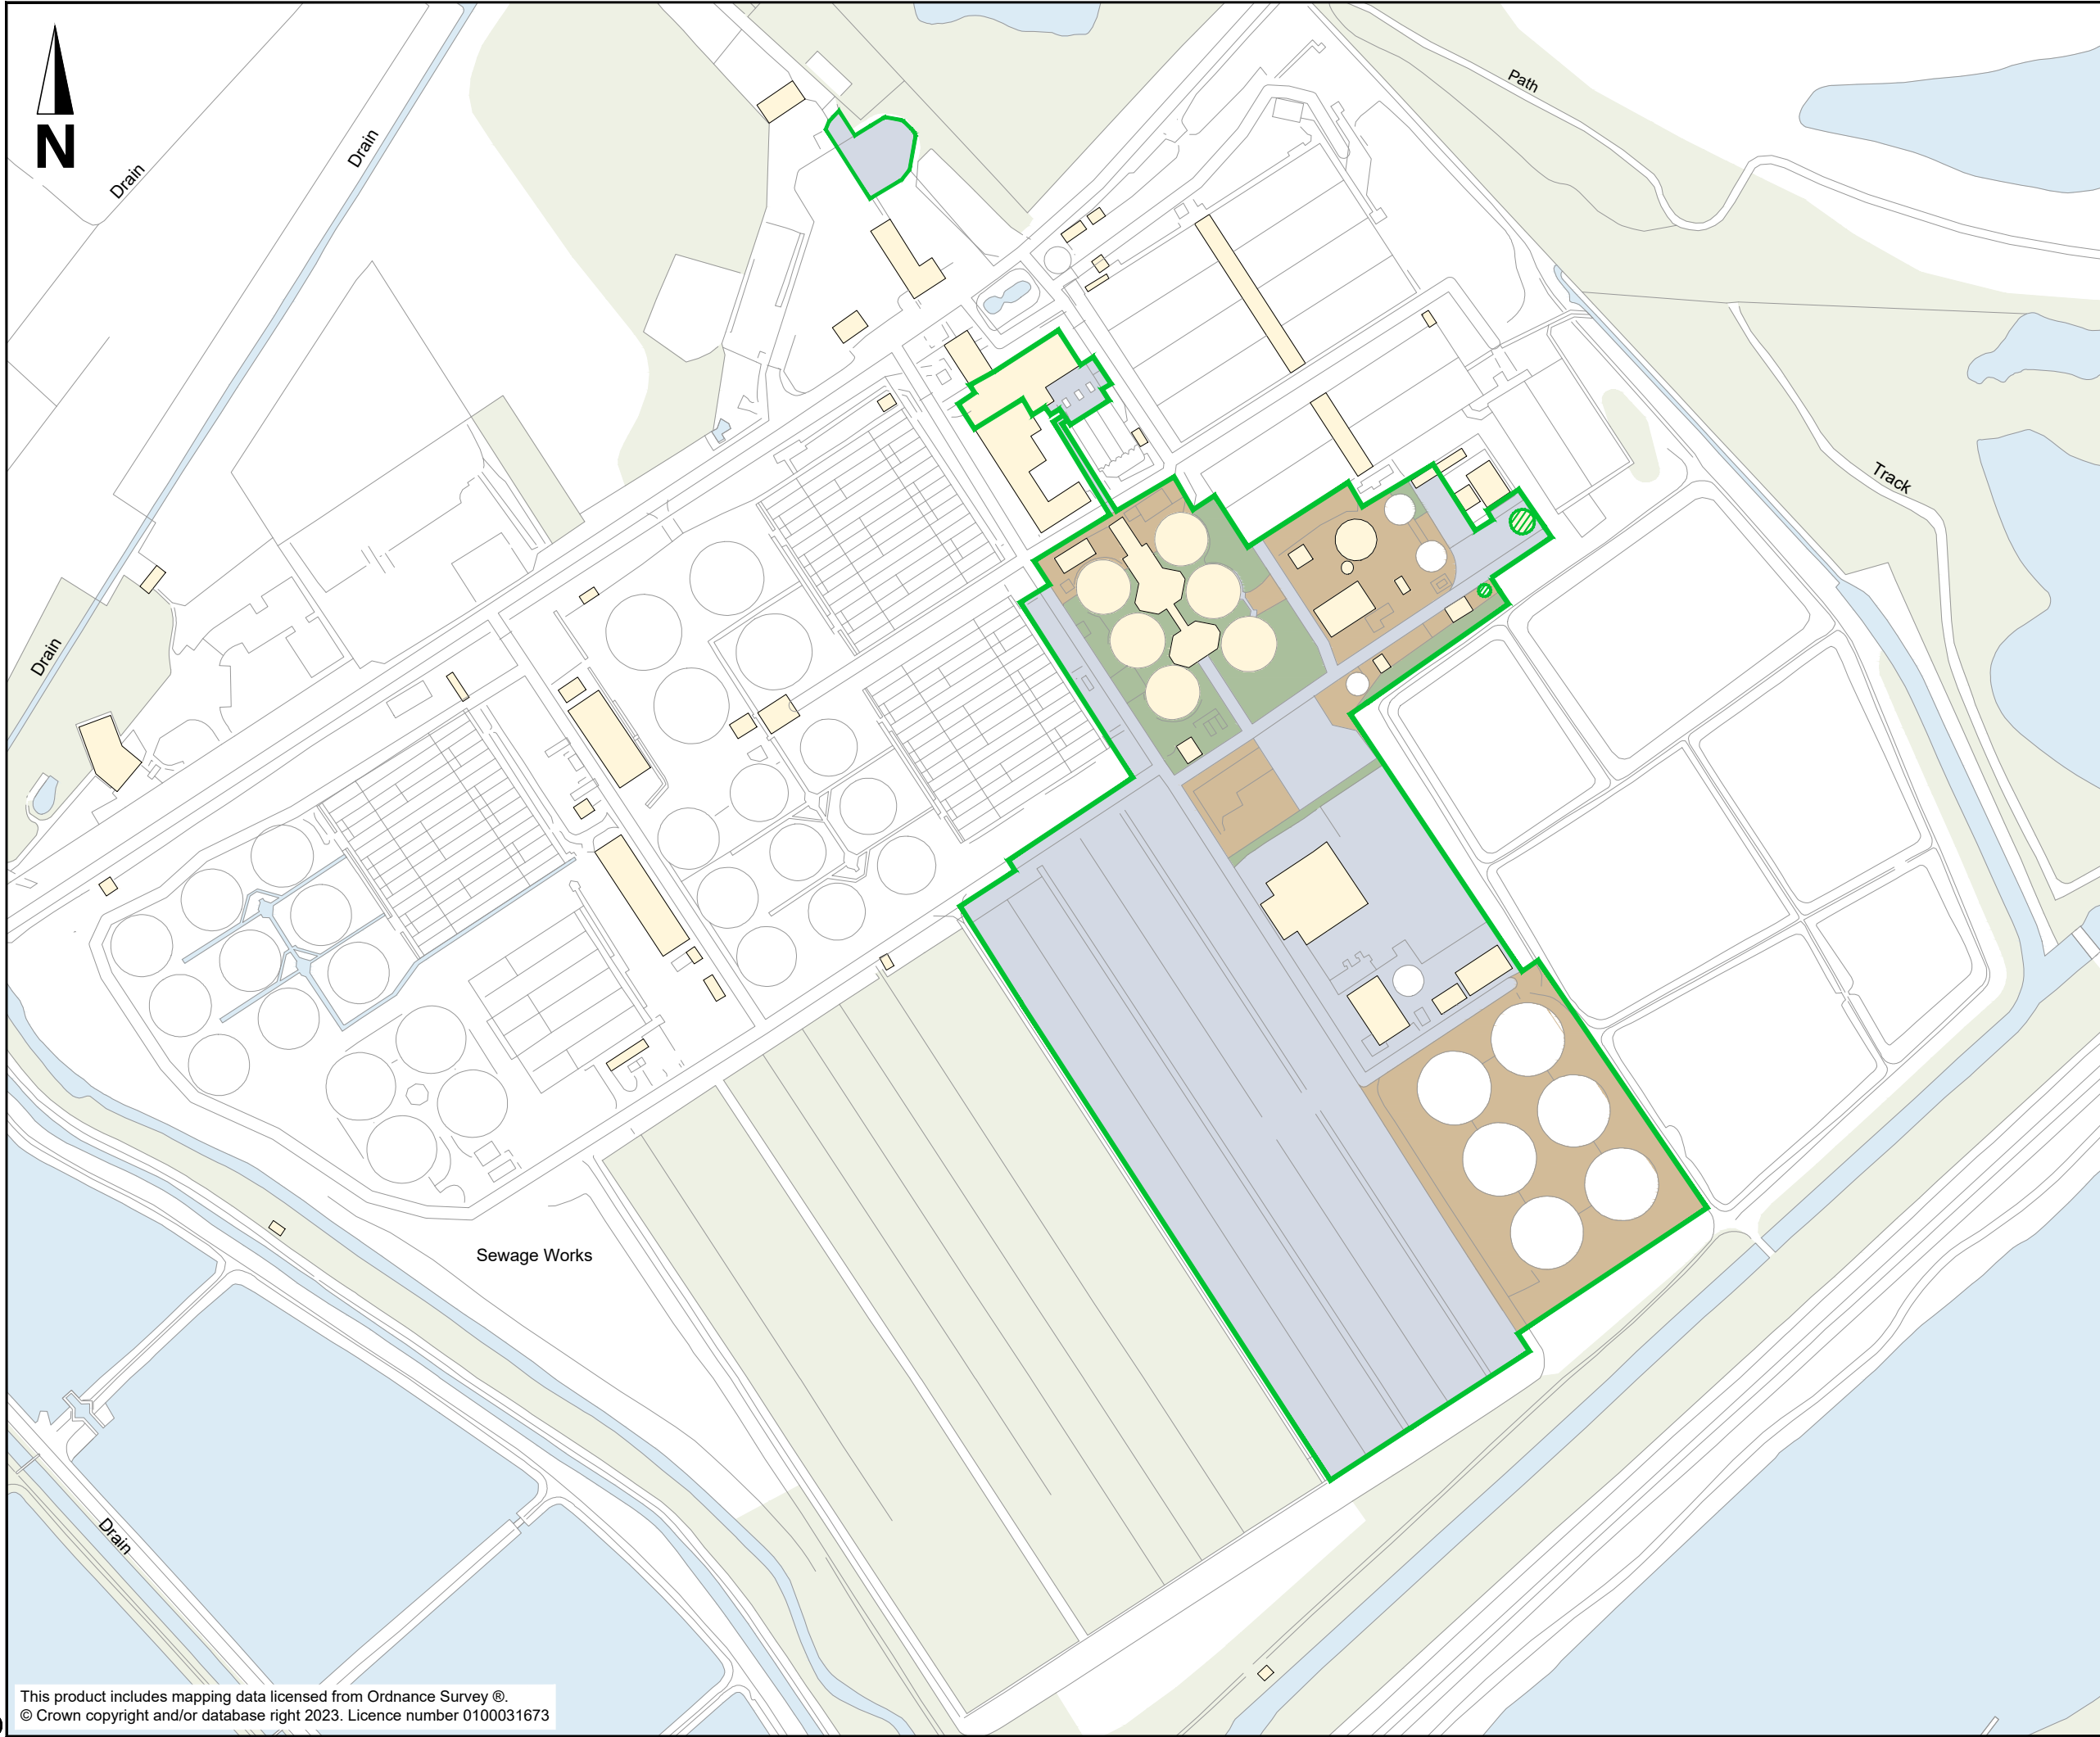 N
Path
Drain
Drain
Track
Drain
Sewage Works
Drain
This product includes mapping data licensed from Ordnance Survey ®.
© Crown copyright and/or database right 2023. Licence number 0100031673